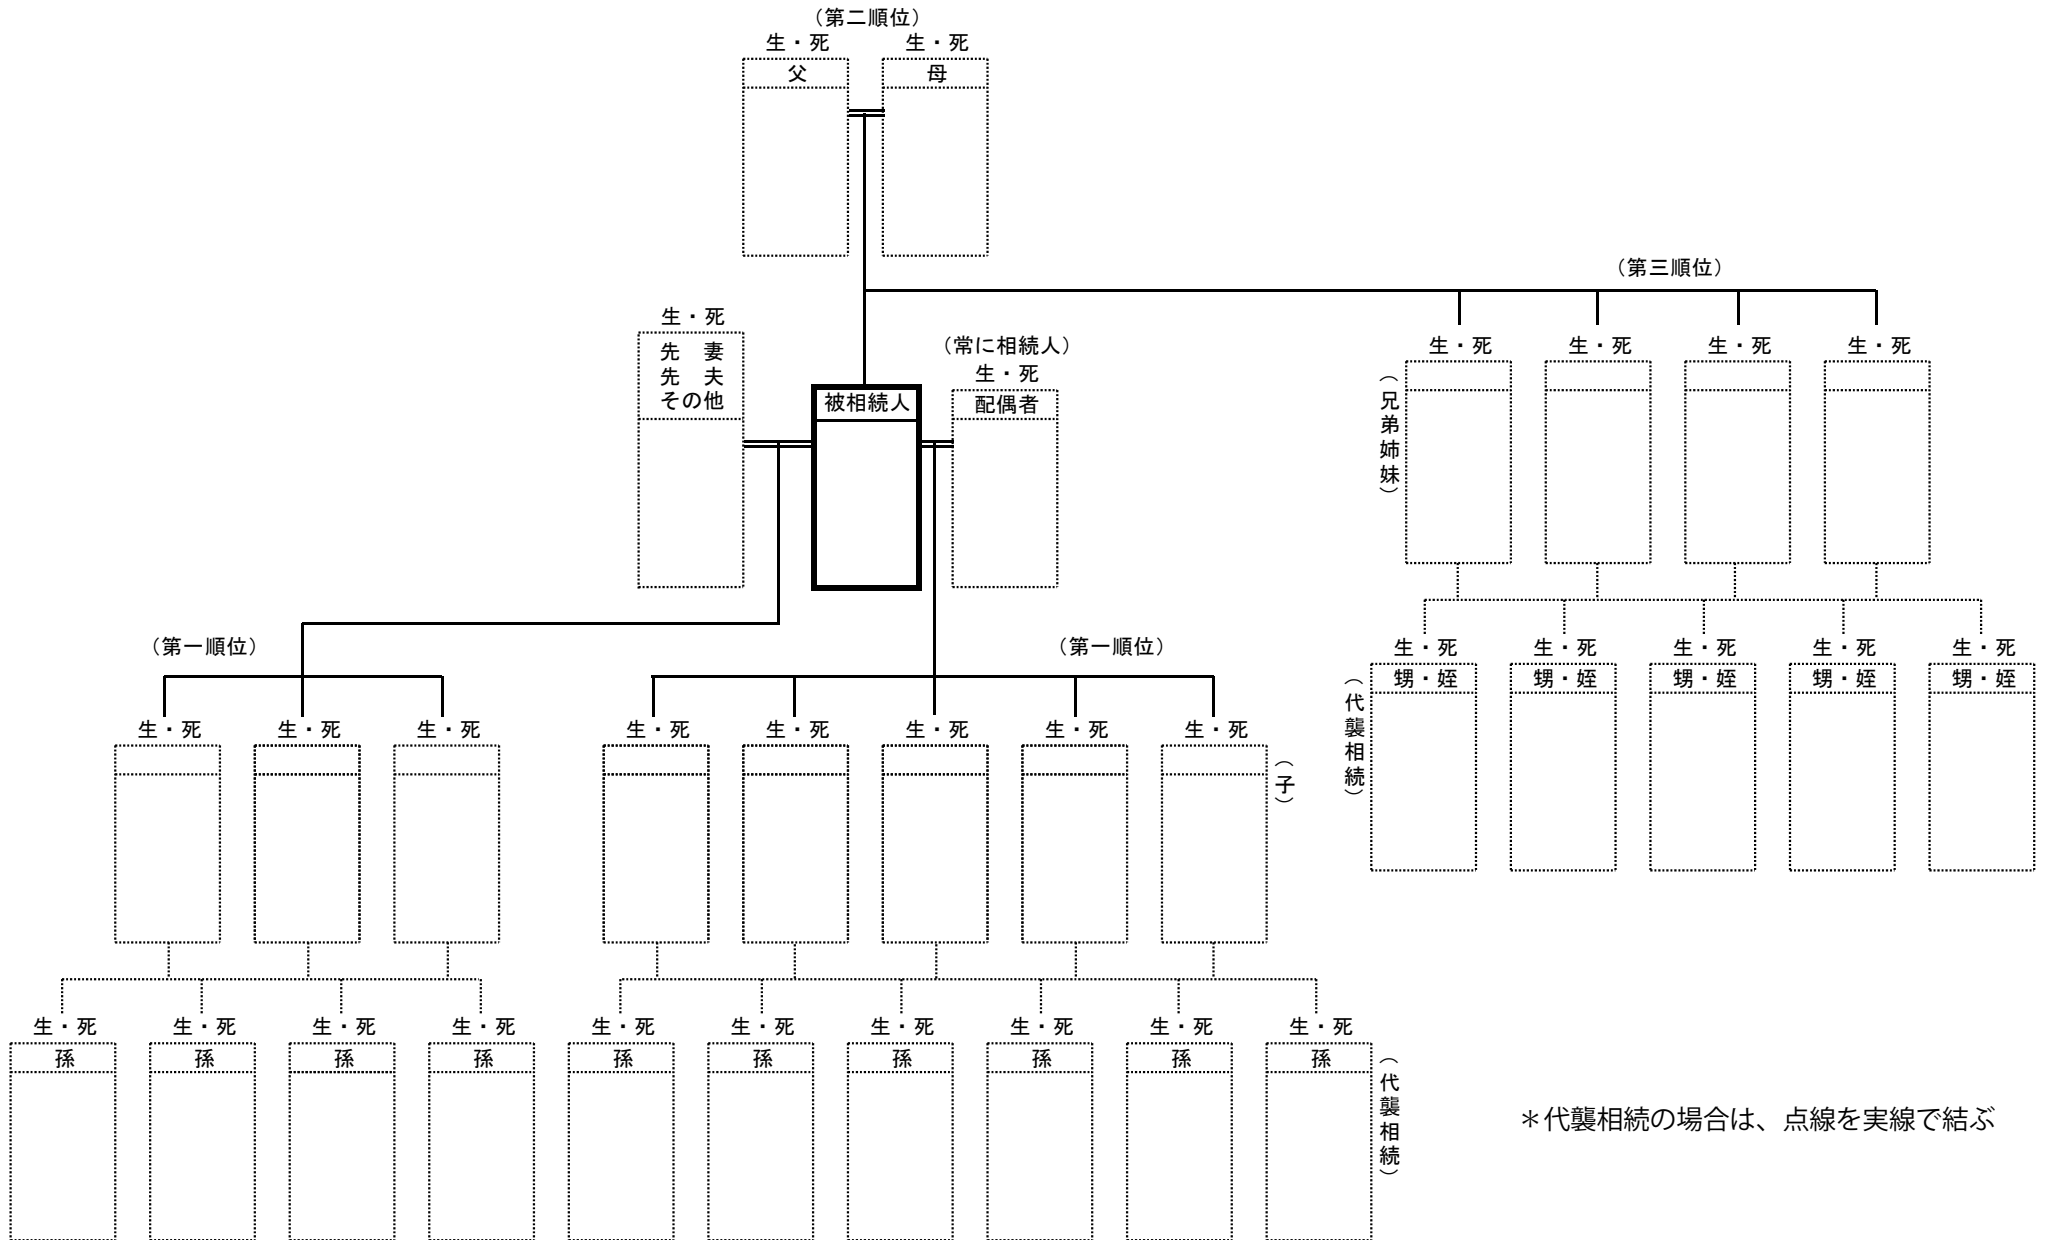 （第二順位）
生・死 生・死
父 母
（第三順位）
生・死
先　妻
先　夫
その他
（常に相続人）
生・死
被相続人
配偶者
生・死 生・死 生・死 生・死
（兄弟姉妹）
生・死 生・死 生・死 生・死 生・死
甥・姪 甥・姪 甥・姪 甥・姪 甥・姪
（代襲相続）
（第一順位） （第一順位）
生・死 生・死 生・死 生・死 生・死 生・死 生・死 生・死
（子）
生・死 生・死 生・死 生・死 生・死 生・死 生・死 生・死 生・死 生・死
孫 孫 孫 孫 孫 孫 孫 孫 孫 孫
（代襲相続）
＊代襲相続の場合は、点線を実線で結ぶ